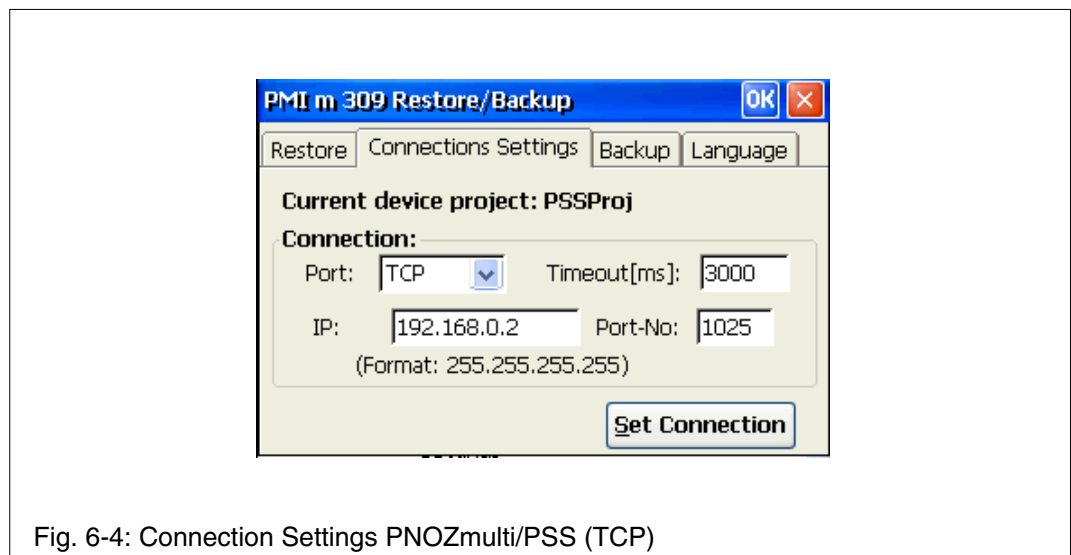 PMI m 309 Restore/Backup OK
Restore Connections Settings Backup Language
Current device project: PSSProj
Connection:
Port: TCP Timeout[ms]: 3000
IP: 192.168.0.2 Port-No: 1025
(Format: 255.255.255.255)
Set Connection
Fig. 6-4: Connection Settings PNOZmulti/PSS (TCP)